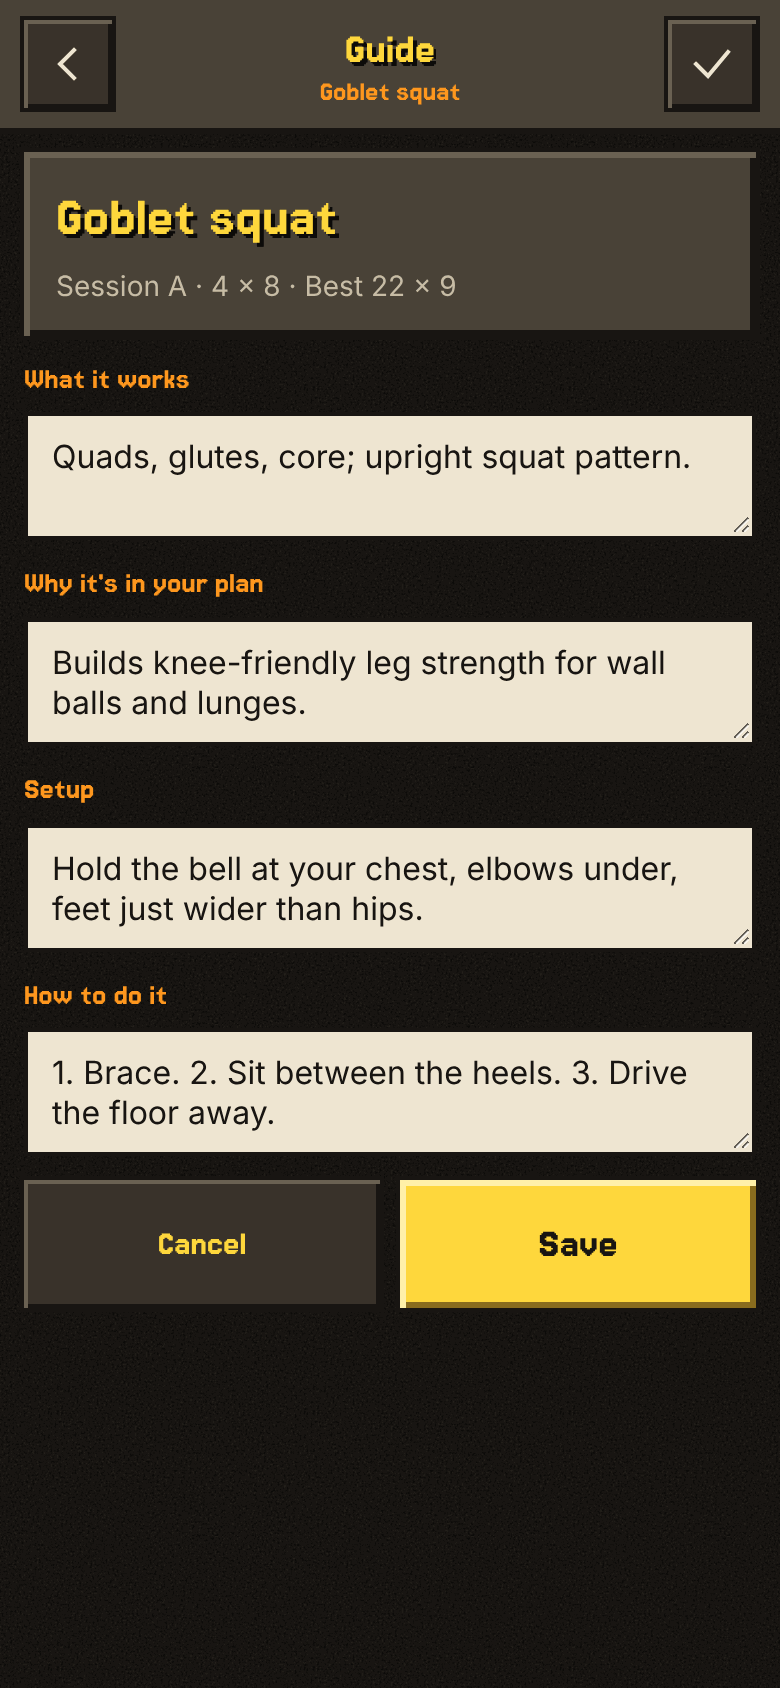 Guide
Goblet squat
Goblet squat
Session A · 4 × 8 · Best 22 × 9
What it works
Quads, glutes, core; upright squat pattern.
Why it's in your plan
Builds knee-friendly leg strength for wall
balls and lunges.
Setup
Hold the bell at your chest, elbows under,
feet just wider than hips.
How to do it
1. Brace. 2. Sit between the heels. 3. Drive
the floor away.
Cancel
Save